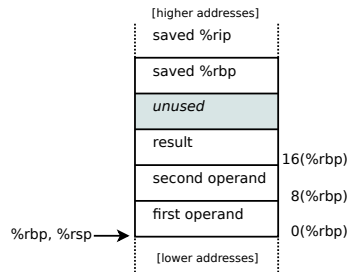 [higher addresses]
saved %rip
saved %rbp
unused
result
16(%rbp)
second operand
8(%rbp)
first operand
%rbp, %rsp
0(%rbp)
[lower addresses]